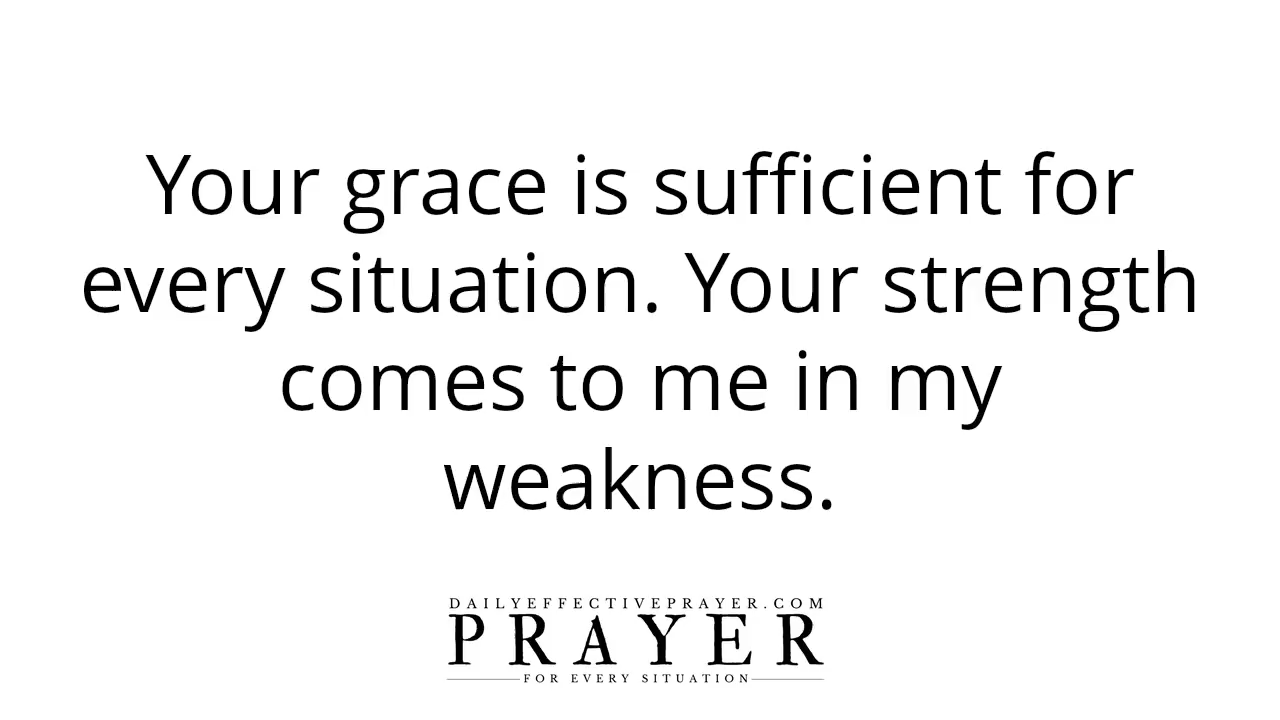 Your grace is sufficient for
every situation. Your strength
comes to me in my
weakness.
DAILYEFFECTIVEPRAYER.COM
PRAYER
FOR EVERY SITUATION